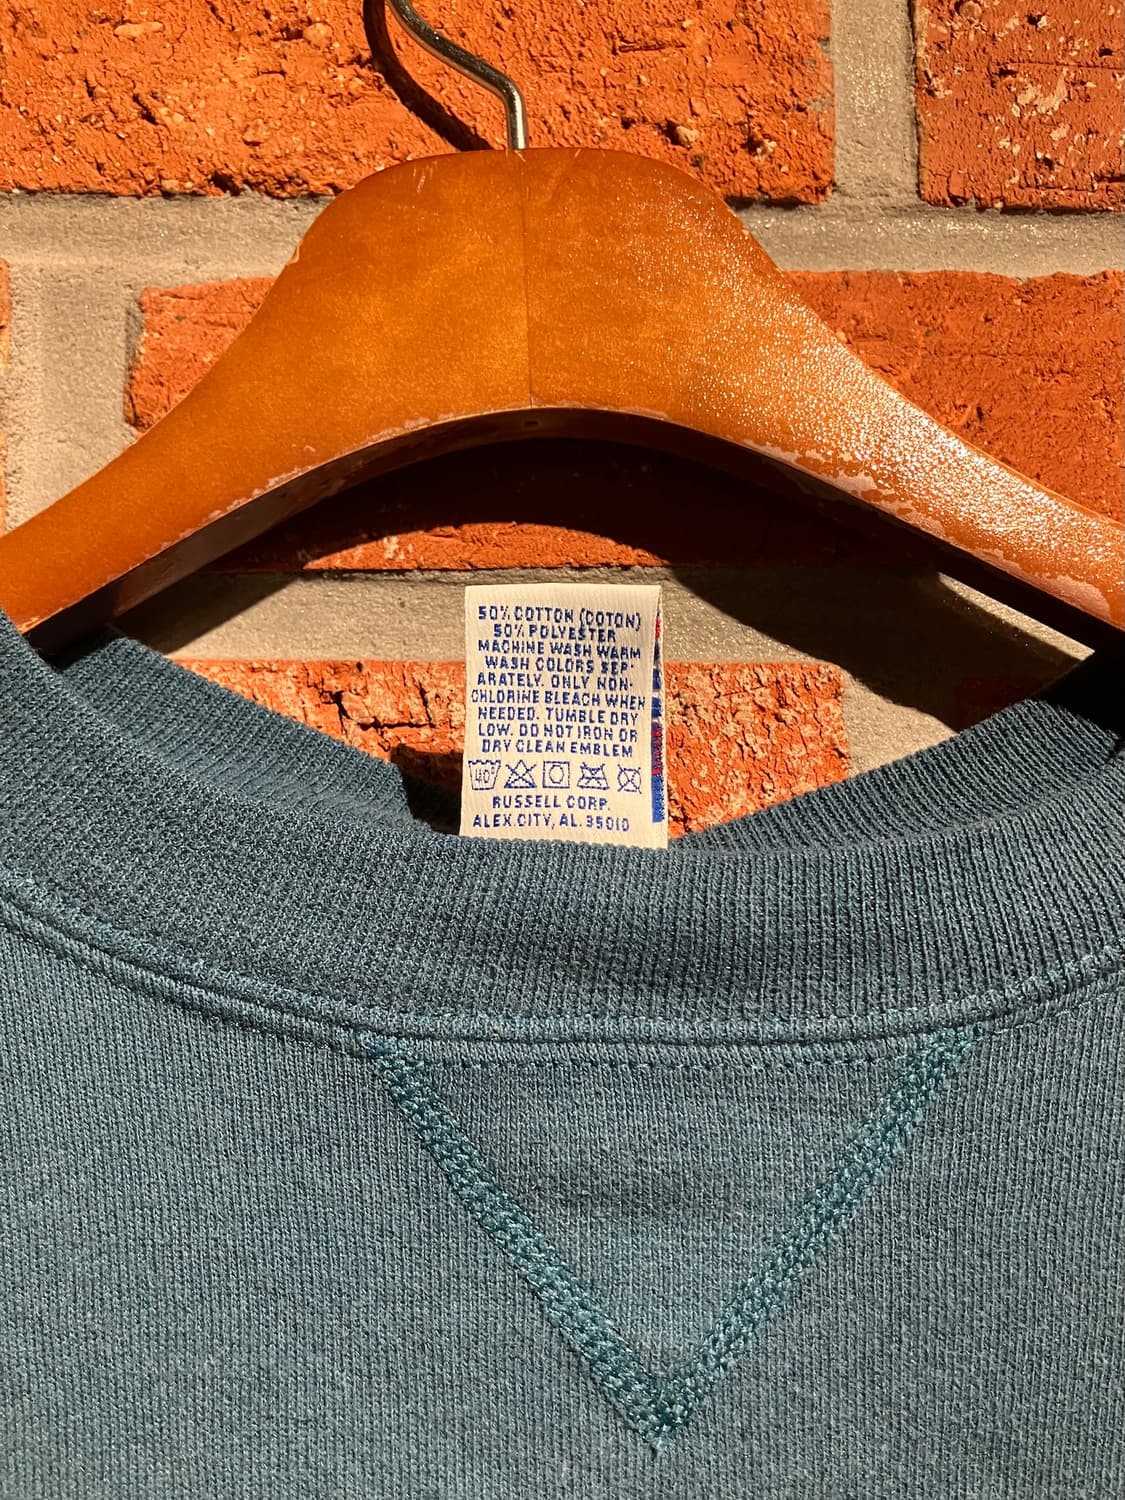 50% COTTON (COTON)
50% POLYESTER
MACHINE WASH WARM
WASH COLORS SEP-
ARATELY. ONLY NON-
CHLORINE BLEACH WHEN
NEEDED. TUMBLE DRY
LOW. DO NOT IRON OR
DRY CLEAN EMBLEM
40°
RUSSELL CORP.
ALEX.CITY, AL. 35010